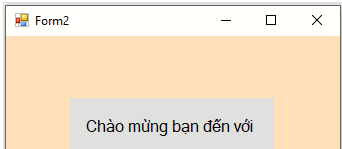 Form2
Chào mừng bạn đến với